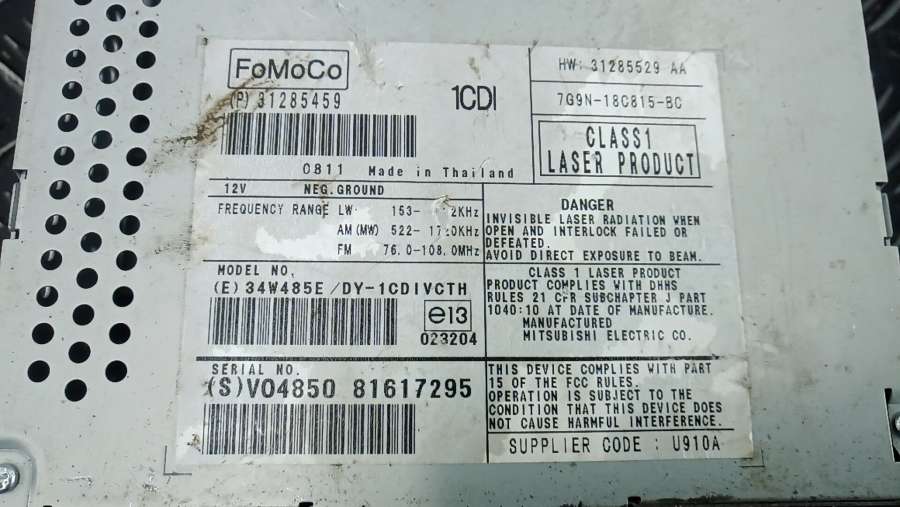 FoMoCo
(P) 31285459
1CDI
HW: 31285529 AA
7G9N-18C815-BC
CLASS1
LASER PRODUCT
0811 Made in Thailand
12V NEG.GROUND
FREQUENCY RANGE LW: 153- 2KHz
AM(MW) 522- KHz
FM 76.0-108.0MHz
DANGER
INVISIBLE LASER RADIATION WHEN
OPEN AND INTERLOCK FAILED OR
DEFEATED.
AVOID DIRECT EXPOSURE TO BEAM.
MODEL NO.
(E) 34W485E/DY-1CDIVCTH
e13
023204
CLASS 1 LASER PRODUCT
PRODUCT COMPLIES WITH DHHS
RULES 21 CFR SUBCHAPTER J PART
1040:10 AT DATE OF MANUFACTURE.
MANUFACTURED
MITSUBISHI ELECTRIC CO.
SERIAL NO.
(S)V04850 81617295
THIS DEVICE COMPLIES WITH PART
15 OF THE FCC RULES.
OPERATION IS SUBJECT TO THE
CONDITION THAT THIS DEVICE DOES
NOT CAUSE HARMFUL INTERFERENCE.
SUPPLIER CODE : U910A